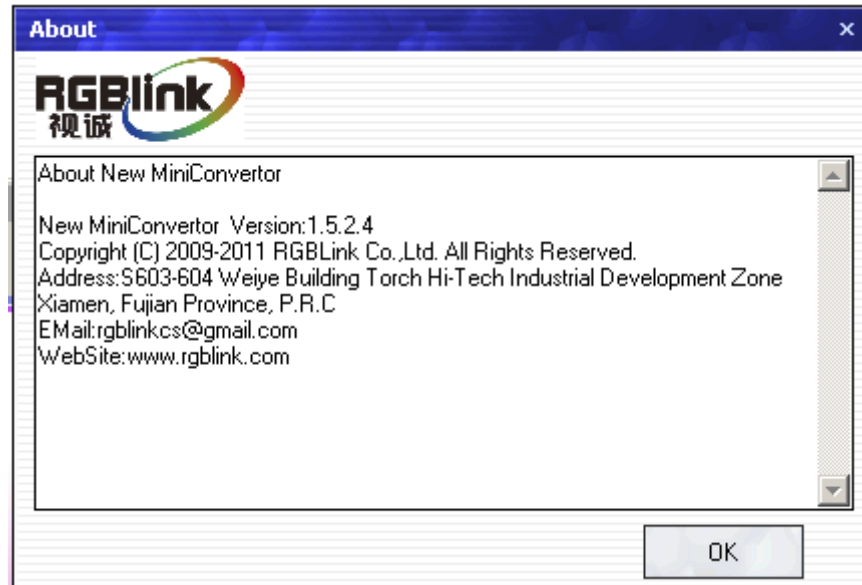 About
RGBlink
视诚
About New MiniConvertor
New MiniConvertor Version:1.5.2.4
Copyright (C) 2009-2011 RGBLink Co.,Ltd. All Rights Reserved.
Address:S603-604 Weiye Building Torch Hi-Tech Industrial Development Zone
Xiamen, Fujian Province, P.R.C
EMail:rgblinkcs@gmail.com
WebSite:www.rgblink.com
OK